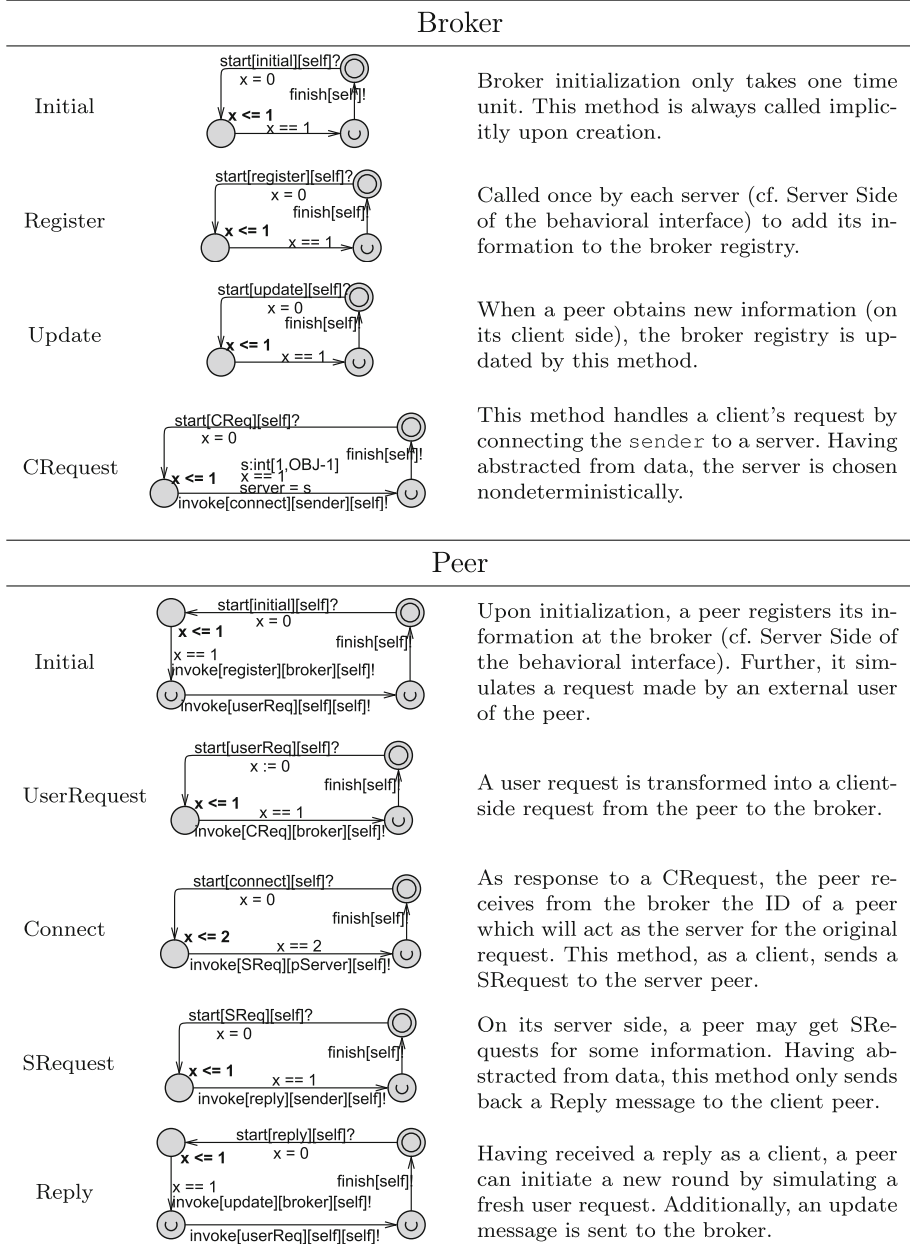 Broker
Initial
start[initial][self]?
x = 0
finish[self]!
x <= 1
x == 1
Broker initialization only takes one time
unit. This method is always called implic-
itly upon creation.
Register
start[register][self]?
x = 0
finish[self]!
x <= 1
x == 1
Called once by each server (cf. Server Side
of the behavioral interface) to add its in-
formation to the broker registry.
Update
start[update][self]?
x = 0
finish[self]!
x <= 1
x == 1
When a peer obtains new information (on
its client side), the broker registry is up-
dated by this method.
CRequest
start[CReq][self]?
x = 0
finish[self]!
s:int[1,OBJ-1]
x <= 1
x == 1
server = s
invoke[connect][sender][self]!
This method handles a client's request by
connecting the sender to a server. Having
abstracted from data, the server is chosen
nondeterministically.
Peer
Initial
start[initial][self]?
x = 0
x <= 1
finish[self]!
x == 1
invoke[register][broker][self]!
invoke[userReq][self][self]!
Upon initialization, a peer registers its in-
formation at the broker (cf. Server Side of
the behavioral interface). Further, it sim-
ulates a request made by an external user
of the peer.
UserRequest
start[userReq][self]?
x := 0
finish[self]!
x <= 1
x == 1
invoke[CReq][broker][self]!
A user request is transformed into a client-
side request from the peer to the broker.
Connect
start[connect][self]?
x = 0
finish[self]!
x <= 2
x == 2
invoke[SReq][pServer][self]!
As response to a CRequest, the peer re-
ceives from the broker the ID of a peer
which will act as the server for the original
request. This method, as a client, sends a
SRequest to the server peer.
SRequest
start[SReq][self]?
x = 0
finish[self]!
x <= 1
x == 1
invoke[reply][sender][self]!
On its server side, a peer may get SRe-
quests for some information. Having ab-
stracted from data, this method only sends
back a Reply message to the client peer.
Reply
start[reply][self]?
x = 0
x <= 1
finish[self]!
x == 1
invoke[update][broker][self]!
invoke[userReq][self][self]!
Having received a reply as a client, a peer
can initiate a new round by simulating a
fresh user request. Additionally, an update
message is sent to the broker.